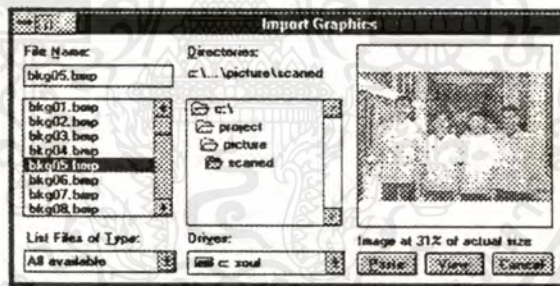 Import Graphics
File Name:
bkg05.bmp
bkg01.bmp
bkg02.bmp
bkg03.bmp
bkg04.bmp
bkg05.bmp
bkg06.bmp
bkg07.bmp
bkg08.bmp
List Files of Type:
All available
Directories:
c:\...\picture\scaned
c:\
project
picture
scaned
Drives:
c: soul
Image at 31% of actual size
Paste View Cancel